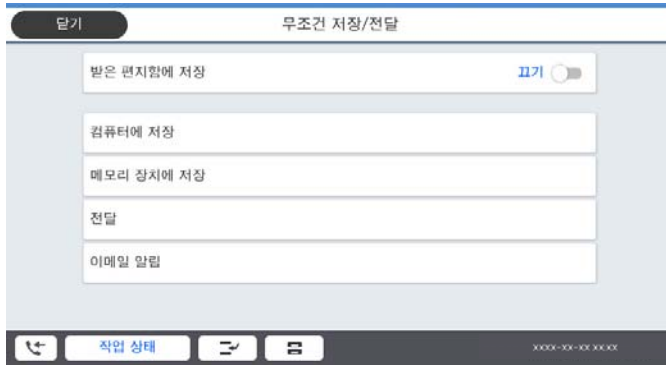 닫기
무조건 저장/전달
받은 편지함에 저장
끄기
컴퓨터에 저장
메모리 장치에 저장
전달
이메일 알림
작업 상태
xxxx-xx-xx xx:xx